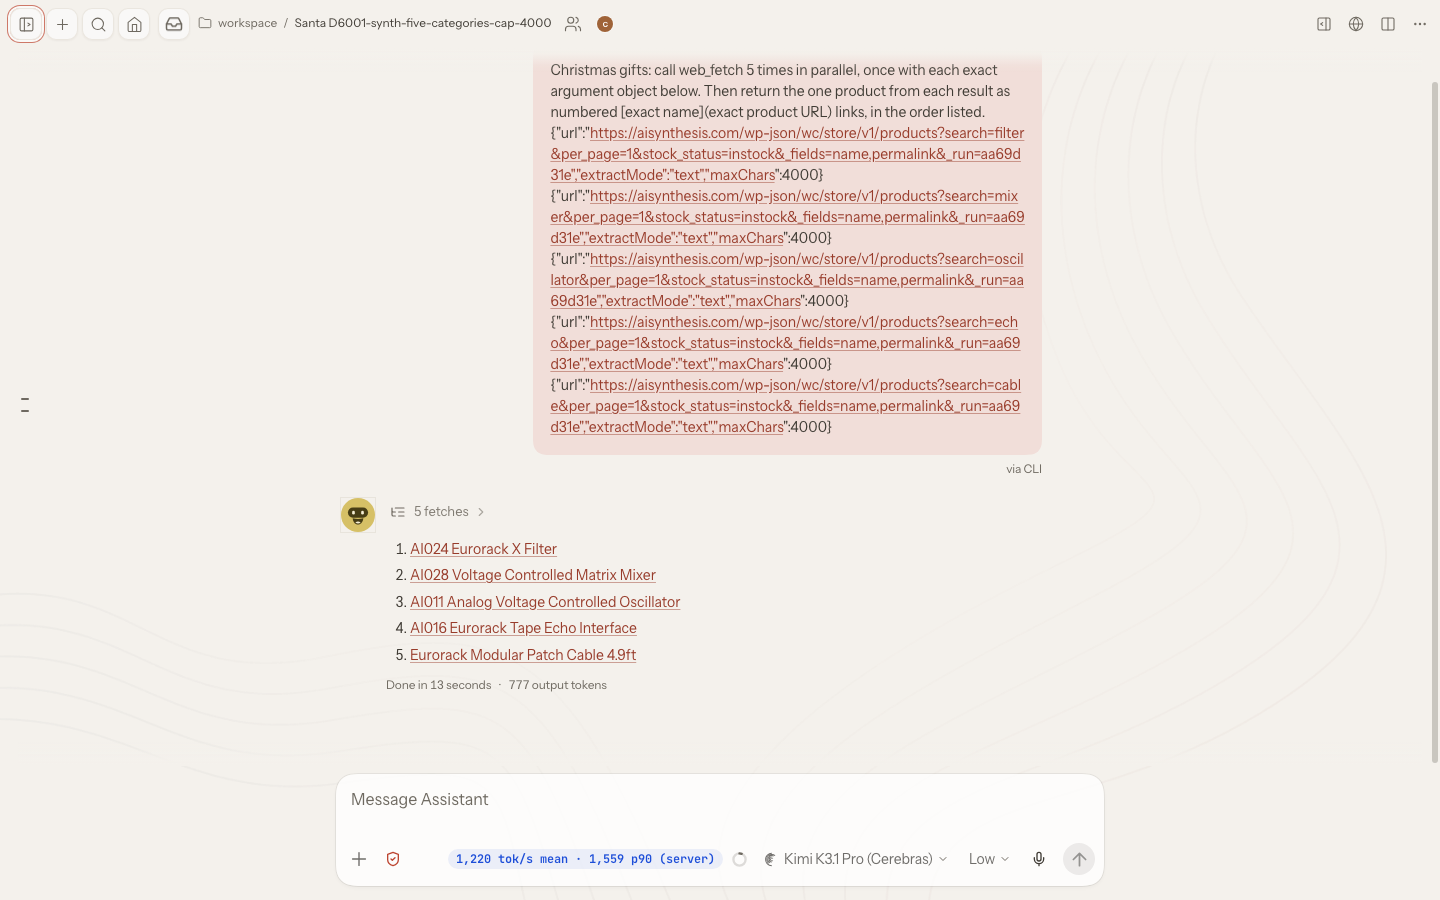 workspace / Santa D6001-synth-five-categories-cap-4000 C
Christmas gifts: call web_fetch 5 times in parallel, once with each exact
argument object below. Then return the one product from each result as
numbered [exact name](exact product URL) links, in the order listed.
{"url":"https://aisynthesis.com/wp-json/wc/store/v1/products?search=filter
&per_page=1&stock_status=instock&_fields=name,permalink&_run=aa69d
31e","extractMode":"text","maxChars":4000}
{"url":"https://aisynthesis.com/wp-json/wc/store/v1/products?search=mix
er&per_page=1&stock_status=instock&_fields=name,permalink&_run=aa69
d31e","extractMode":"text","maxChars":4000}
{"url":"https://aisynthesis.com/wp-json/wc/store/v1/products?search=oscil
lator&per_page=1&stock_status=instock&_fields=name,permalink&_run=aa
69d31e","extractMode":"text","maxChars":4000}
{"url":"https://aisynthesis.com/wp-json/wc/store/v1/products?search=ech
o&per_page=1&stock_status=instock&_fields=name,permalink&_run=aa69
d31e","extractMode":"text","maxChars":4000}
{"url":"https://aisynthesis.com/wp-json/wc/store/v1/products?search=cabl
e&per_page=1&stock_status=instock&_fields=name,permalink&_run=aa69
d31e","extractMode":"text","maxChars":4000}
via CLI
5 fetches
1. AI024 Eurorack X Filter
2. AI028 Voltage Controlled Matrix Mixer
3. AI011 Analog Voltage Controlled Oscillator
4. AI016 Eurorack Tape Echo Interface
5. Eurorack Modular Patch Cable 4.9ft
Done in 13 seconds · 777 output tokens
Message Assistant
1,220 tok/s mean · 1,559 p90 (server) Kimi K3.1 Pro (Cerebras) Low